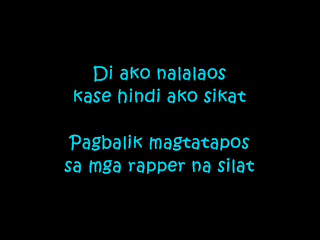 Di ako nalalaos
kase hindi ako sikat
Pagbalik magtatapos
sa mga rapper na silat